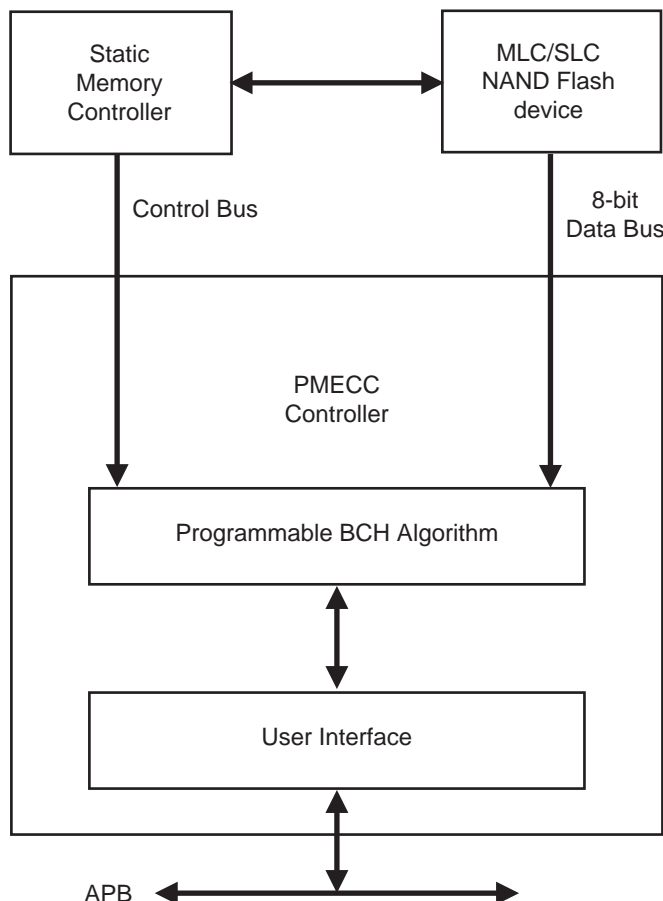 Static
Memory
Controller
MLC/SLC
NAND Flash
device
Control Bus
8-bit
Data Bus
PMECC
Controller
Programmable BCH Algorithm
User Interface
APB